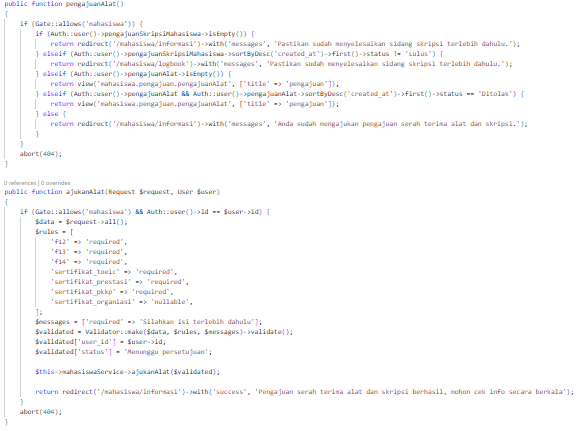 public function pengajuanAlat()
{
if (Gate::allows('mahasiswa')) {
if (Auth::user()->pengajuanSkripsiMahasiswa->isEmpty()) {
return redirect('/mahasiswa/informasi')->with('messages', 'Pastikan sudah menyelesaikan sidang skripsi terlebih dahulu.');
} elseif (Auth::user()->pengajuanSkripsiMahasiswa->sortByDesc('created_at')->first()->status != 'Lulus') {
return redirect('/mahasiswa/logbook')->with('messages', 'Pastikan sudah menyelesaikan sidang skripsi terlebih dahulu.');
} elseif (Auth::user()->pengajuanAlat->isEmpty()) {
return view('mahasiswa.pengajuan.pengajuanAlat', ['title' => 'pengajuan']);
} elseif (Auth::user()->pengajuanAlat && Auth::user()->pengajuanAlat->sortByDesc('created_at')->first()->status == 'Ditolak') {
return view('mahasiswa.pengajuan.pengajuanAlat', ['title' => 'pengajuan']);
} else {
return redirect('/mahasiswa/informasi')->with('messages', 'Anda sudah mengajukan pengajuan serah terima alat dan skripsi.');
}
}
abort(404);
}
0 references | 0 overrides
public function ajukanAlat(Request $request, User $user)
{
if (Gate::allows('mahasiswa') && Auth::user()->id == $user->id) {
$data = $request->all();
$rules = [
'f12' => 'required',
'f13' => 'required',
'f14' => 'required',
'sertifikat_toeic' => 'required',
'sertifikat_prestasi' => 'required',
'sertifikat_pkkp' => 'required',
'sertifikat_organiasi' => 'nullable',
];
$messages = ['required' => 'Silahkan isi terlebih dahulu'];
$validated = Validator::make($data, $rules, $messages)->validate();
$validated['user_id'] = $user->id;
$validated['status'] = 'Menunggu persetujuan';
$this->mahasiswaService->ajukanAlat($validated);
return redirect('/mahasiswa/informasi')->with('success', 'Pengajuan serah terima alat dan skripsi berhasil, mohon cek info secara berkala');
}
abort(404);
}